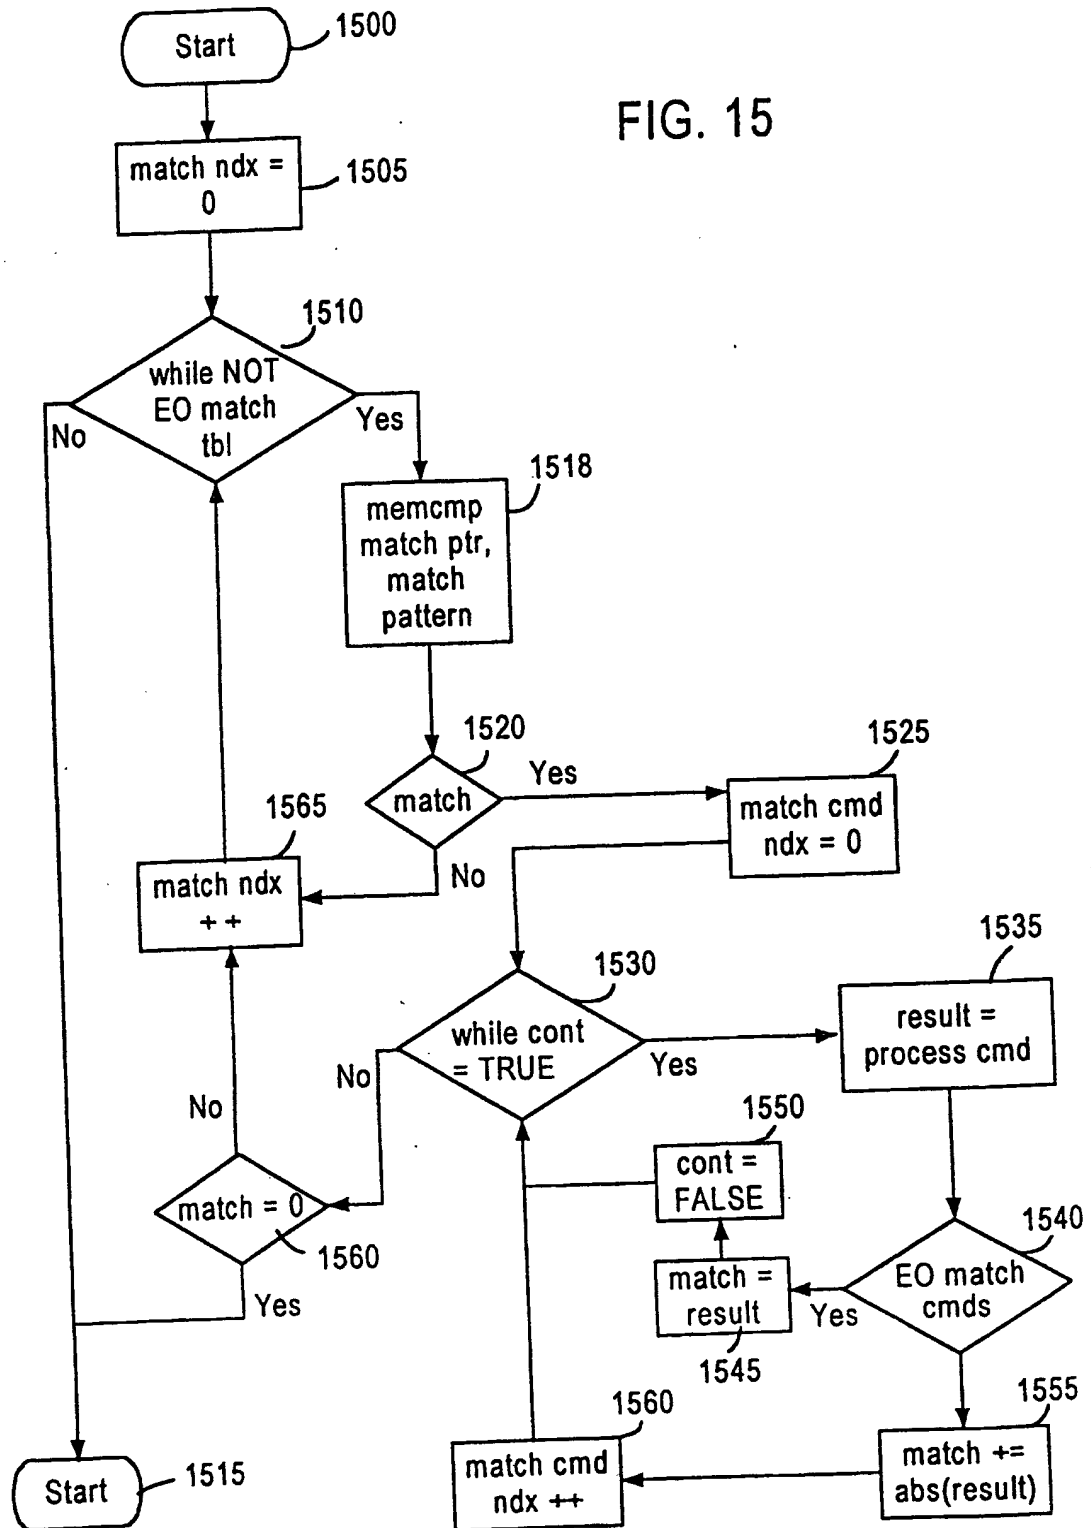 Start
1500
FIG. 15
match ndx =
0
1505
1510
while NOT
EO match
tbl
No
Yes
1518
memcmp
match ptr,
match
pattern
1520
match
Yes
No
1525
match cmd
ndx = 0
1565
match ndx
+ +
1530
while cont
= TRUE
No
Yes
1535
result =
process cmd
No
1550
cont =
FALSE
match = 0
1560
Yes
1540
EO match
cmds
Yes
match =
result
1545
1555
match +=
abs(result)
1560
match cmd
ndx ++
Start
1515